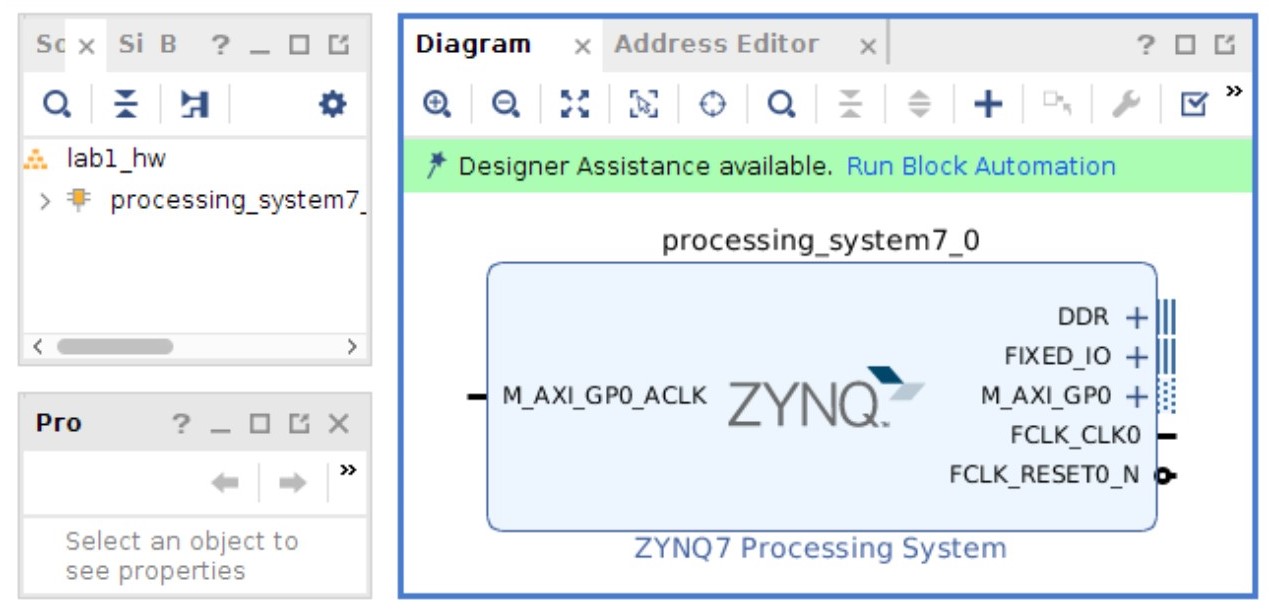 Sc Si B ?
lab1_hw
processing_system7_
Pro ?
»
Select an object to
see properties
Diagram Address Editor ?
»
Designer Assistance available. Run Block Automation
processing_system7_0
DDR
FIXED_IO
M_AXI_GP0_ACLK ZYNQ M_AXI_GP0
FCLK_CLK0
FCLK_RESET0_N
ZYNQ7 Processing System